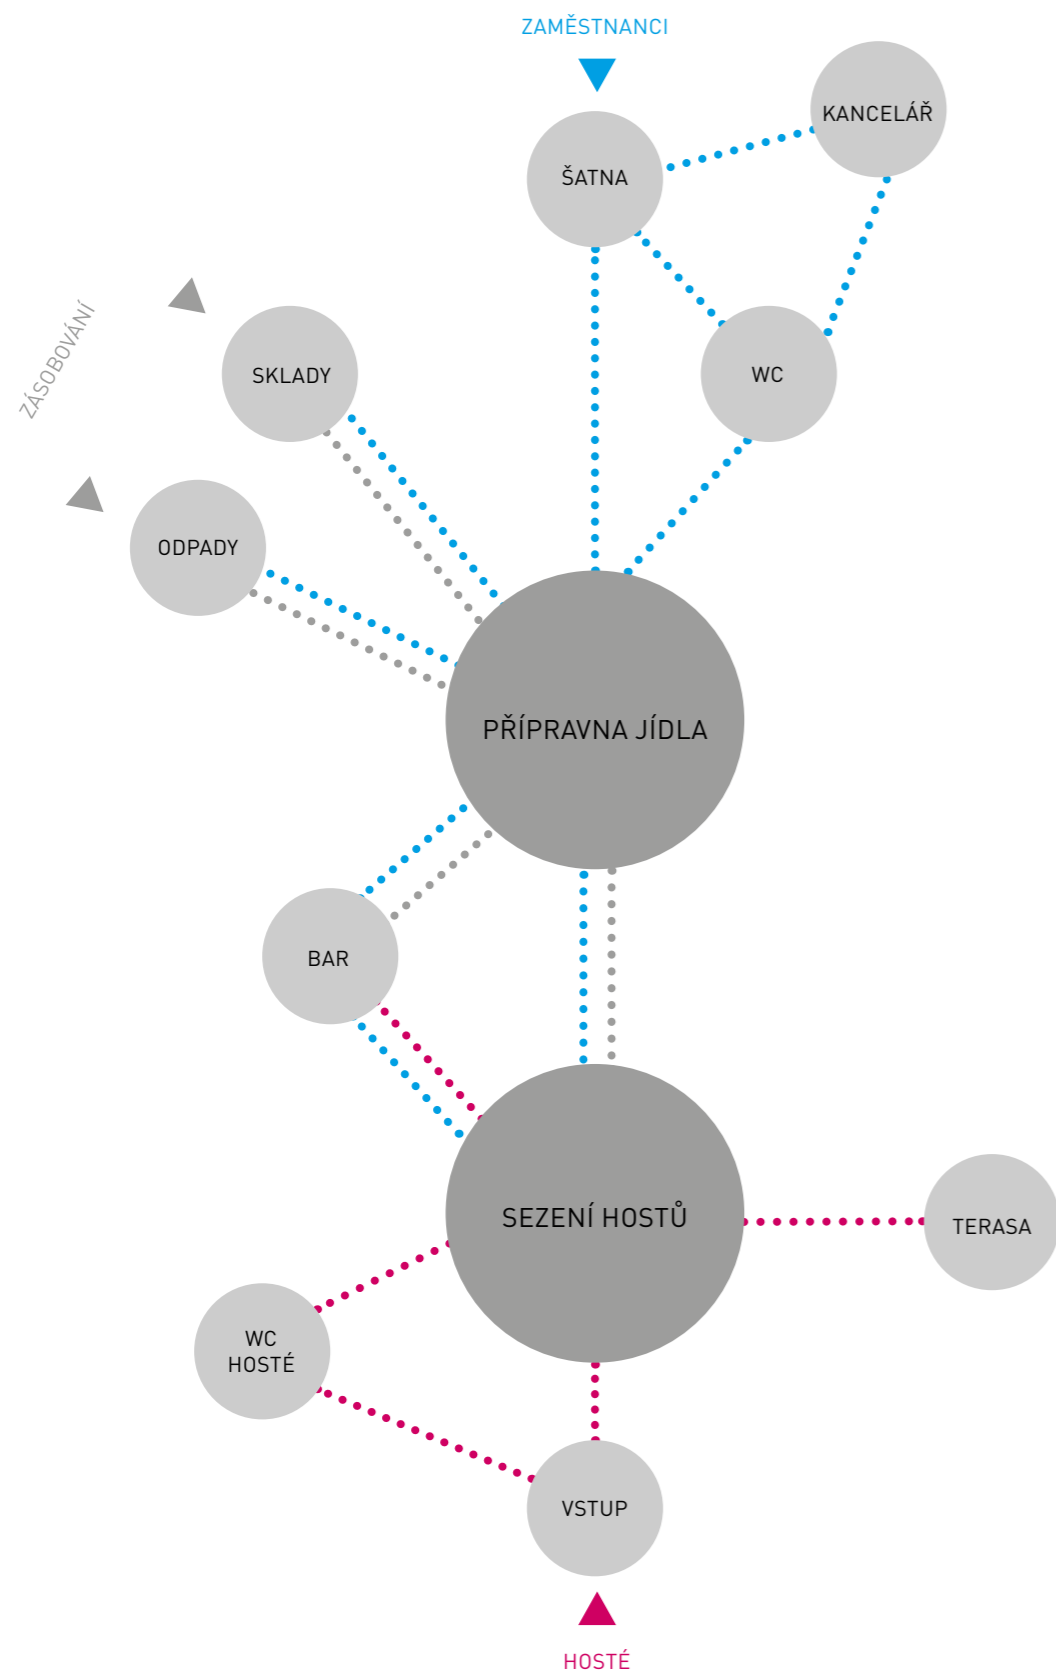 ZAMĚSTNANCI
KANCELÁŘ
ŠATNA
ZÁSOBOVÁNÍ
SKLADY
WC
ODPADY
PŘÍPRAVNA JÍDLA
BAR
SEZENÍ HOSTŮ
TERASA
WC
HOSTÉ
VSTUP
HOSTÉ